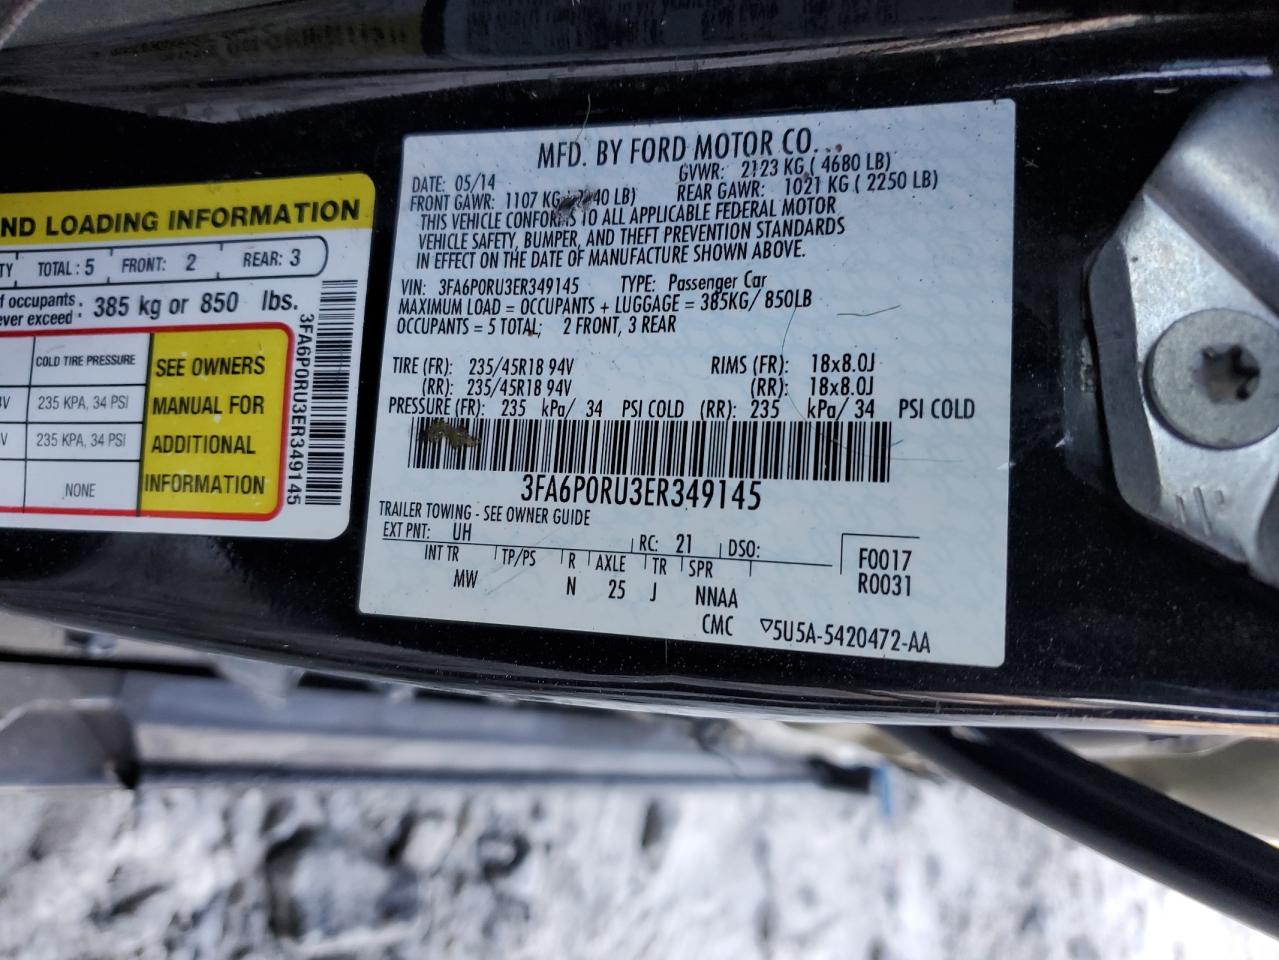 ND LOADING INFORMATION
TY TOTAL: 5 FRONT: 2 REAR: 3
f occupants
ever exceed : 385 kg or 850 lbs.
COLD TIRE PRESSURE
235 KPA, 34 PSI
235 KPA, 34 PSI
NONE
SEE OWNERS
MANUAL FOR
ADDITIONAL
INFORMATION
3FA6P0RU3ER349145
MFD. BY FORD MOTOR CO.
DATE: 05/14 GVWR: 2123 KG ( 4680 LB)
FRONT GAWR: 1107 KG 40 LB) REAR GAWR: 1021 KG ( 2250 LB)
THIS VEHICLE CONFORMS TO ALL APPLICABLE FEDERAL MOTOR
VEHICLE SAFETY, BUMPER, AND THEFT PREVENTION STANDARDS
IN EFFECT ON THE DATE OF MANUFACTURE SHOWN ABOVE.
VIN: 3FA6P0RU3ER349145 TYPE: Passenger Car
MAXIMUM LOAD = OCCUPANTS + LUGGAGE = 385KG/ 850LB
OCCUPANTS = 5 TOTAL; 2 FRONT, 3 REAR
TIRE (FR): 235/45R18 94V RIMS (FR): 18x8.0J
(RR): 235/45R18 94V (RR): 18x8.0J
PRESSURE (FR): 235 kPa/ 34 PSI COLD (RR): 235 kPa/ 34 PSI COLD
3FA6P0RU3ER349145
TRAILER TOWING - SEE OWNER GUIDE
EXT PNT: UH RC: 21 DSO:
INT TR TP/PS R AXLE TR SPR
MW N 25 J NNAA
F0017
R0031
CMC ▽5U5A-5420472-AA